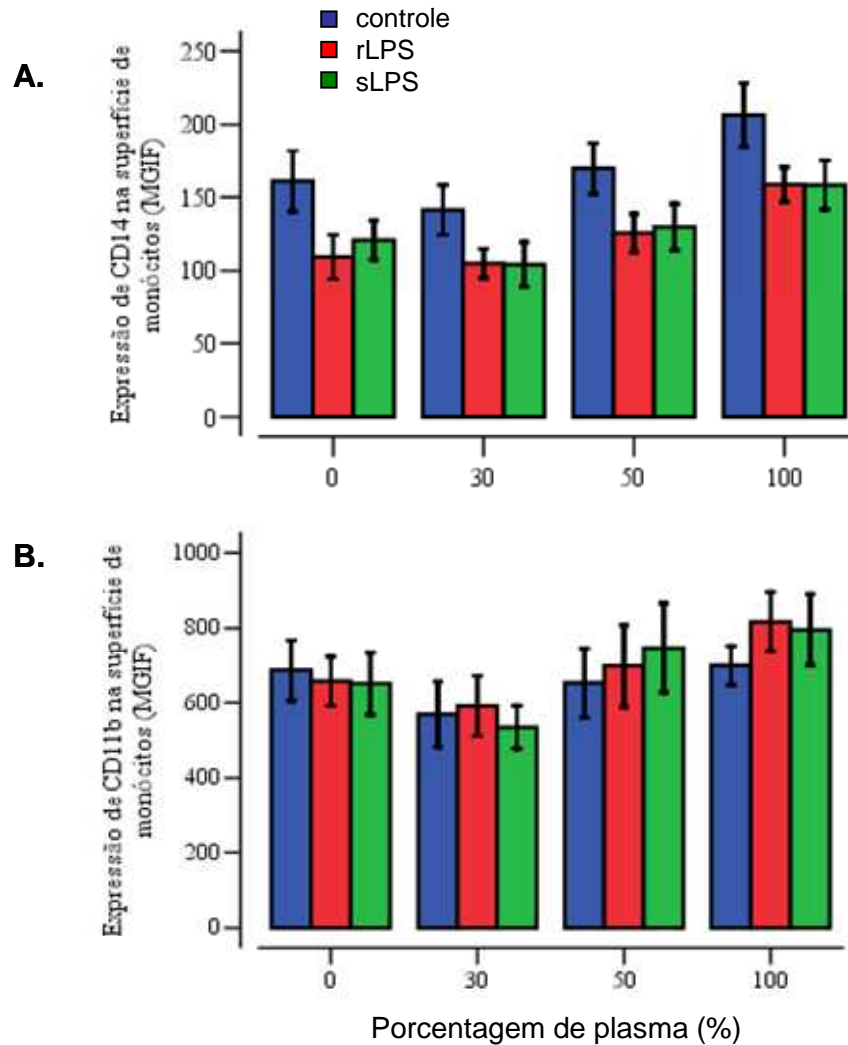 controle
rLPS
sLPS
A.
Expressão de CD14 na superfície de
monócitos (MGIF)
250
200
150
100
50
0
0 30 50 100
B.
Expressão de CD11b na superfície de
monócitos (MGIF)
1000
800
600
400
200
0
0 30 50 100
Porcentagem de plasma (%)